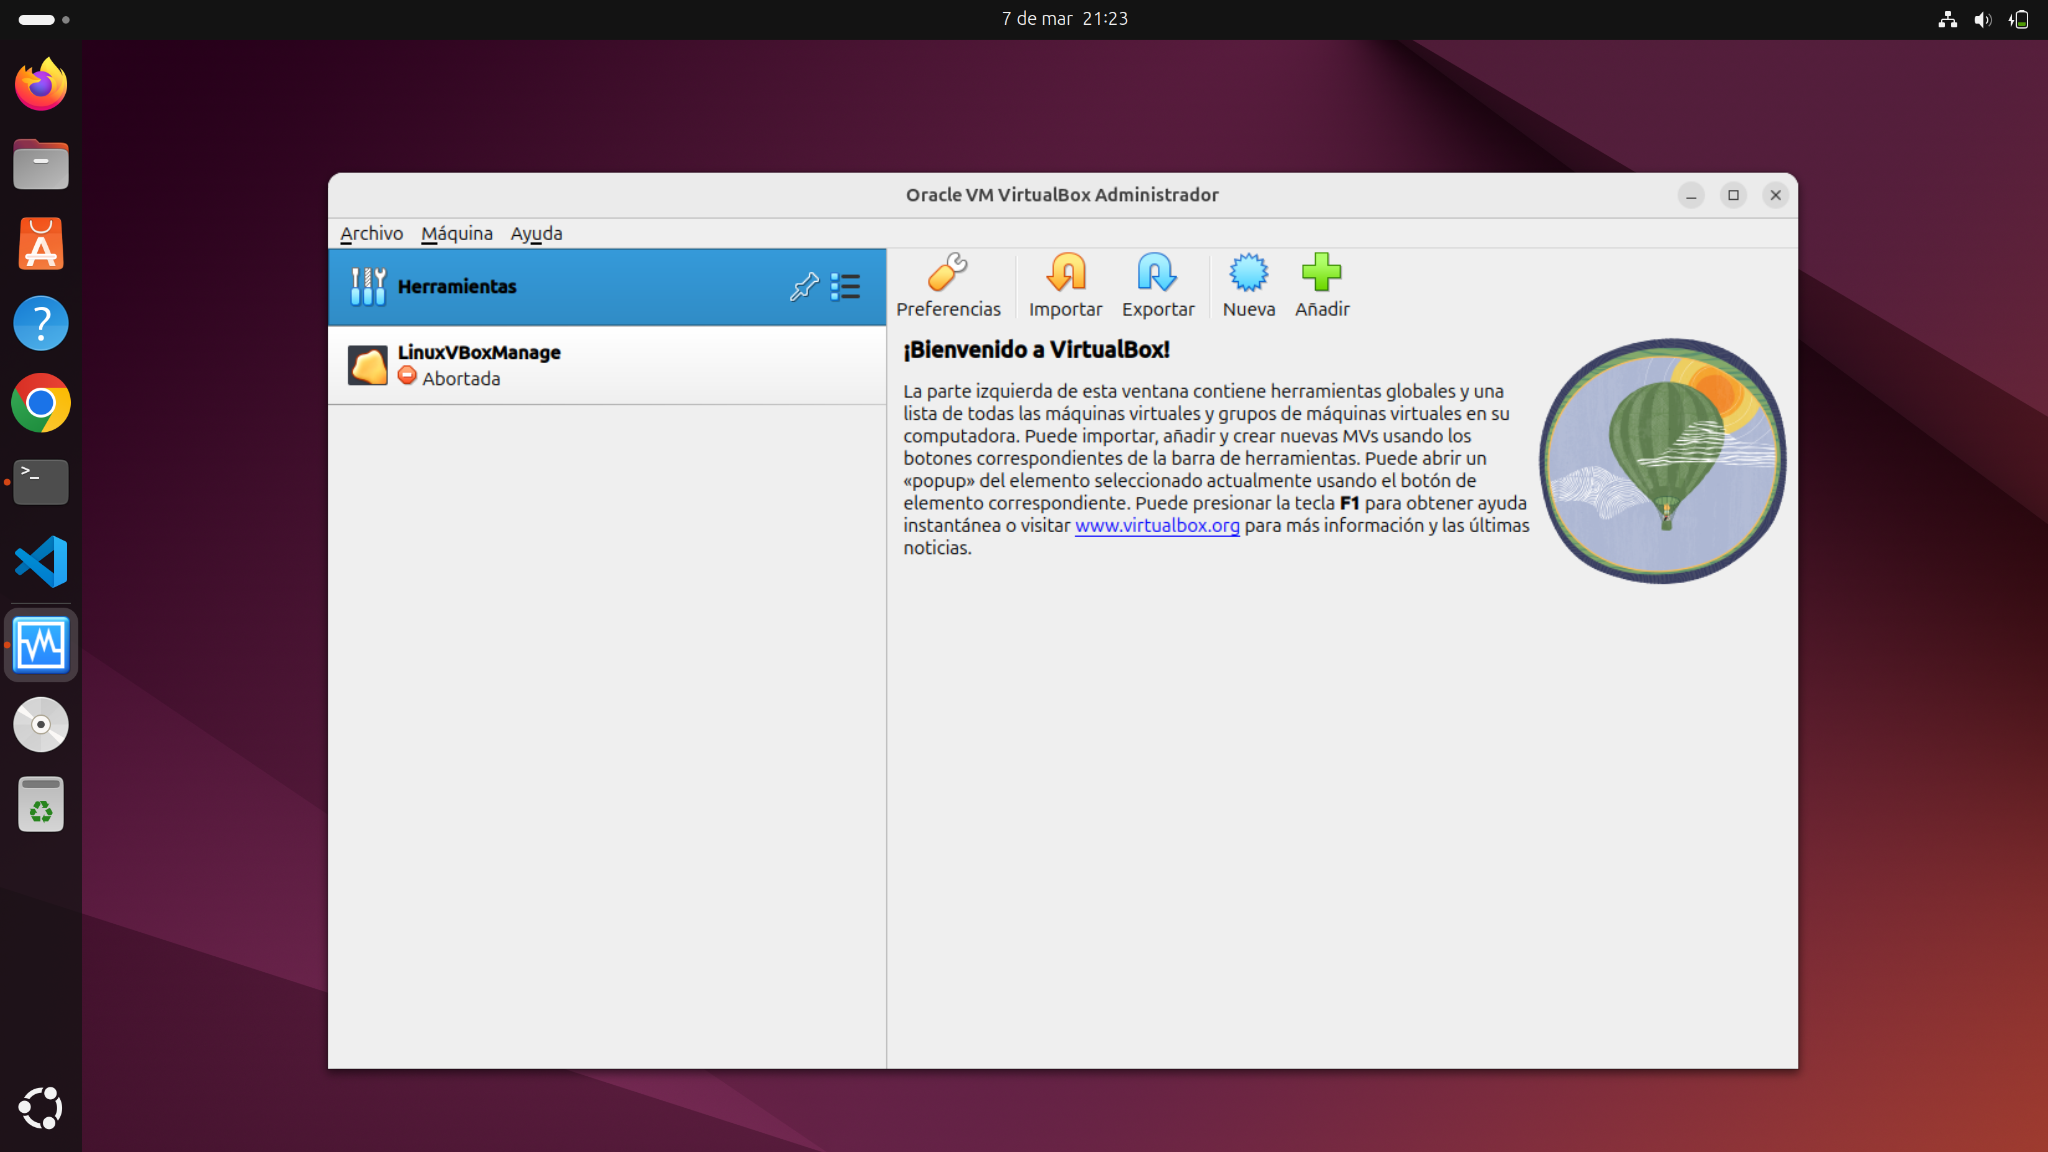 7 de mar 21:23
Oracle VM VirtualBox Administrador
Archivo Máquina Ayuda
Herramientas
LinuxVBoxManage
Abortada
Preferencias Importar Exportar Nueva Añadir
¡Bienvenido a VirtualBox!
La parte izquierda de esta ventana contiene herramientas globales y una
lista de todas las máquinas virtuales y grupos de máquinas virtuales en su
computadora. Puede importar, añadir y crear nuevas MVs usando los
botones correspondientes de la barra de herramientas. Puede abrir un
«popup» del elemento seleccionado actualmente usando el botón de
elemento correspondiente. Puede presionar la tecla F1 para obtener ayuda
instantánea o visitar www.virtualbox.org para más información y las últimas
noticias.